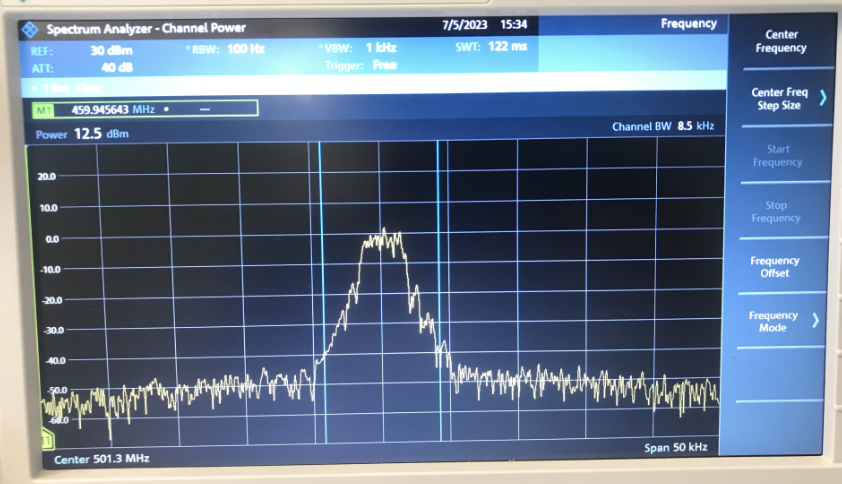 Spectrum Analyzer - Channel Power 7/5/2023 15:34 Frequency
REF: 30 dBm *RBW: 100 Hz *VBW: 1 kHz SWT: 122 ms
ATT: 40 dB Trigger: Free
M1 459.945643 MHz • —
Power 12.5 dBm Channel BW 8.5 kHz
20.0
10.0
0.0
-10.0
-20.0
-30.0
-40.0
-50.0
-60.0
Center 501.3 MHz Span 50 kHz
Center
Frequency
Center Freq
Step Size
Start
Frequency
Stop
Frequency
Frequency
Offset
Frequency
Mode